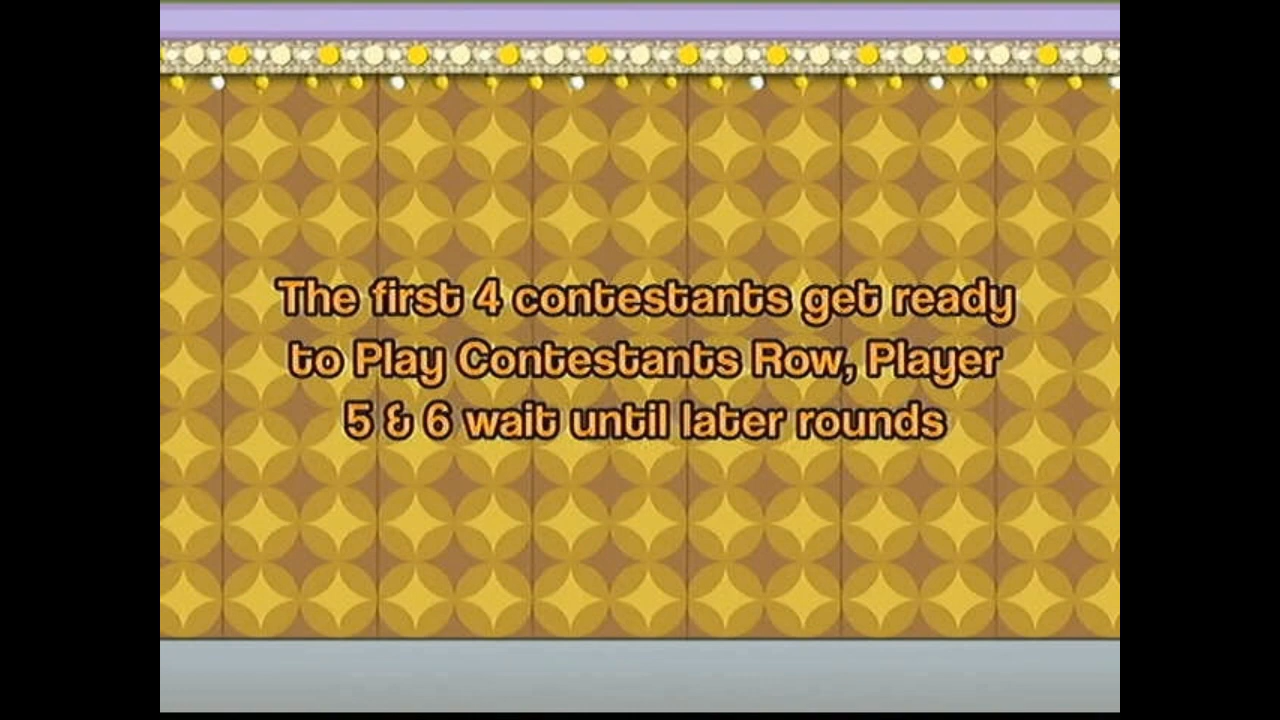 The first 4 contestants get ready
to Play Contestants Row, Player
5 & 6 wait until later rounds